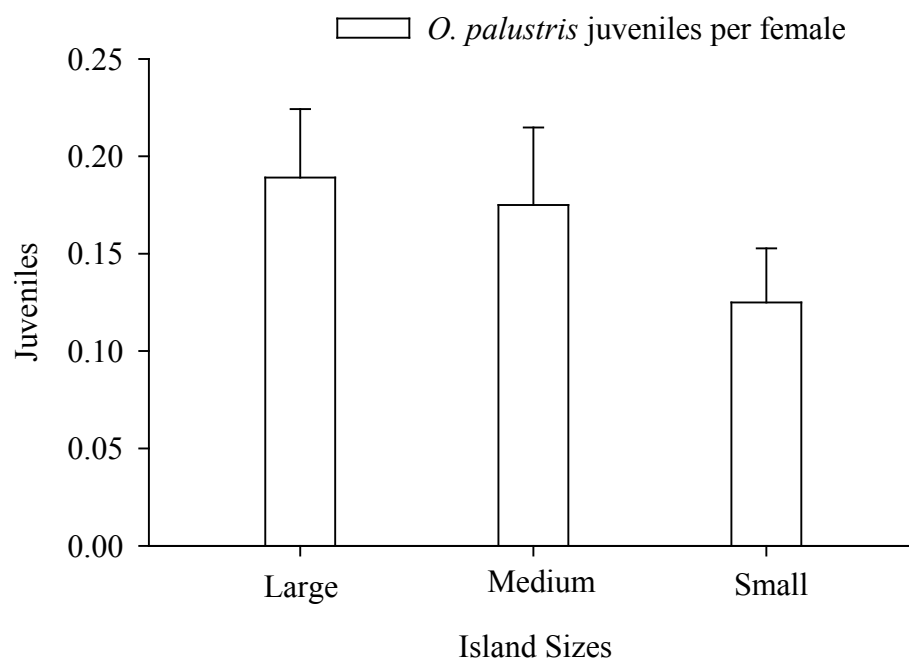 O. palustris juveniles per female
0.25
0.20
0.15
0.10
0.05
0.00
Juveniles
Large
Medium
Small
Island Sizes